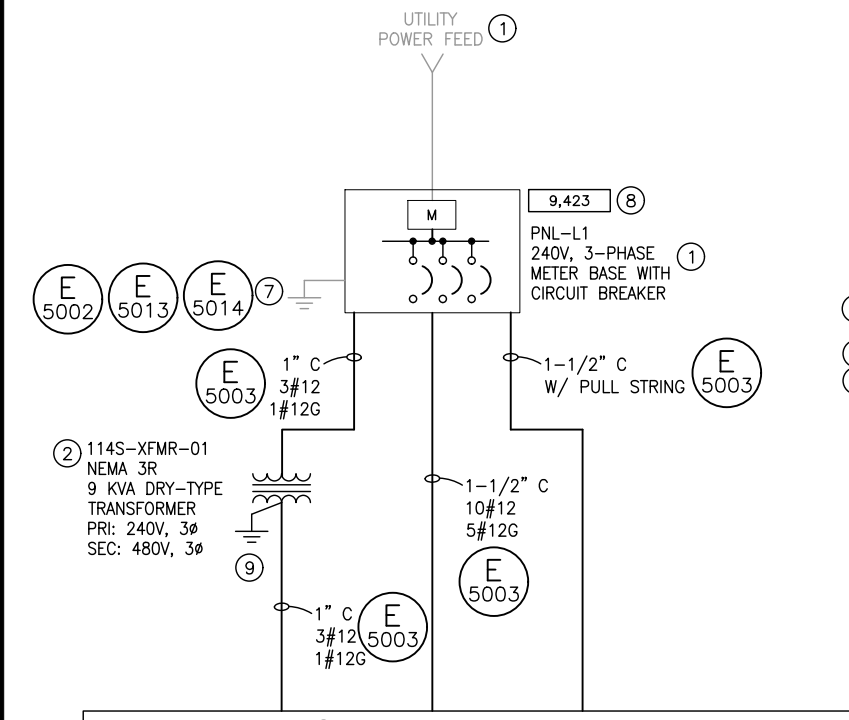 UTILITY
POWER FEED
1
M
9,423
8
PNL-L1
240V, 3-PHASE
METER BASE WITH
CIRCUIT BREAKER
1
E
5002
E
5013
E
5014
7
E
5003
1" C
3#12
1#12G
1-1/2" C
W/ PULL STRING
E
5003
2
114S-XFMR-01
NEMA 3R
9 KVA DRY-TYPE
TRANSFORMER
PRI: 240V, 3ø
SEC: 480V, 3ø
9
1-1/2" C
10#12
5#12G
E
5003
1" C
3#12
1#12G
E
5003